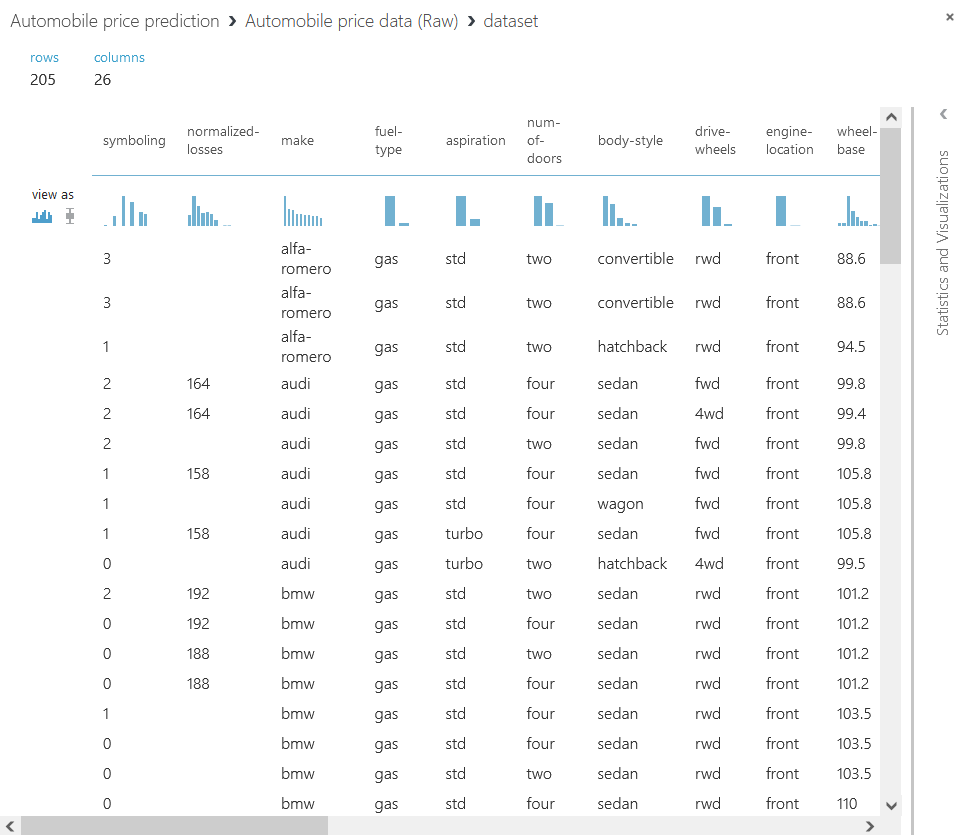 Automobile price prediction › Automobile price data (Raw) › dataset ×
rows columns
205 26
symboling normalized-losses make fuel-type aspiration num-of-doors body-style drive-wheels engine-location wheel-base
view as
3 alfa-romero gas std two convertible rwd front 88.6
3 alfa-romero gas std two convertible rwd front 88.6
1 alfa-romero gas std two hatchback rwd front 94.5
2 164 audi gas std four sedan fwd front 99.8
2 164 audi gas std four sedan 4wd front 99.4
2 audi gas std two sedan fwd front 99.8
1 158 audi gas std four sedan fwd front 105.8
1 audi gas std four wagon fwd front 105.8
1 158 audi gas turbo four sedan fwd front 105.8
0 audi gas turbo two hatchback 4wd front 99.5
2 192 bmw gas std two sedan rwd front 101.2
0 192 bmw gas std four sedan rwd front 101.2
0 188 bmw gas std two sedan rwd front 101.2
0 188 bmw gas std four sedan rwd front 101.2
1 bmw gas std four sedan rwd front 103.5
0 bmw gas std four sedan rwd front 103.5
0 bmw gas std two sedan rwd front 103.5
0 bmw gas std four sedan rwd front 110
Statistics and Visualizations